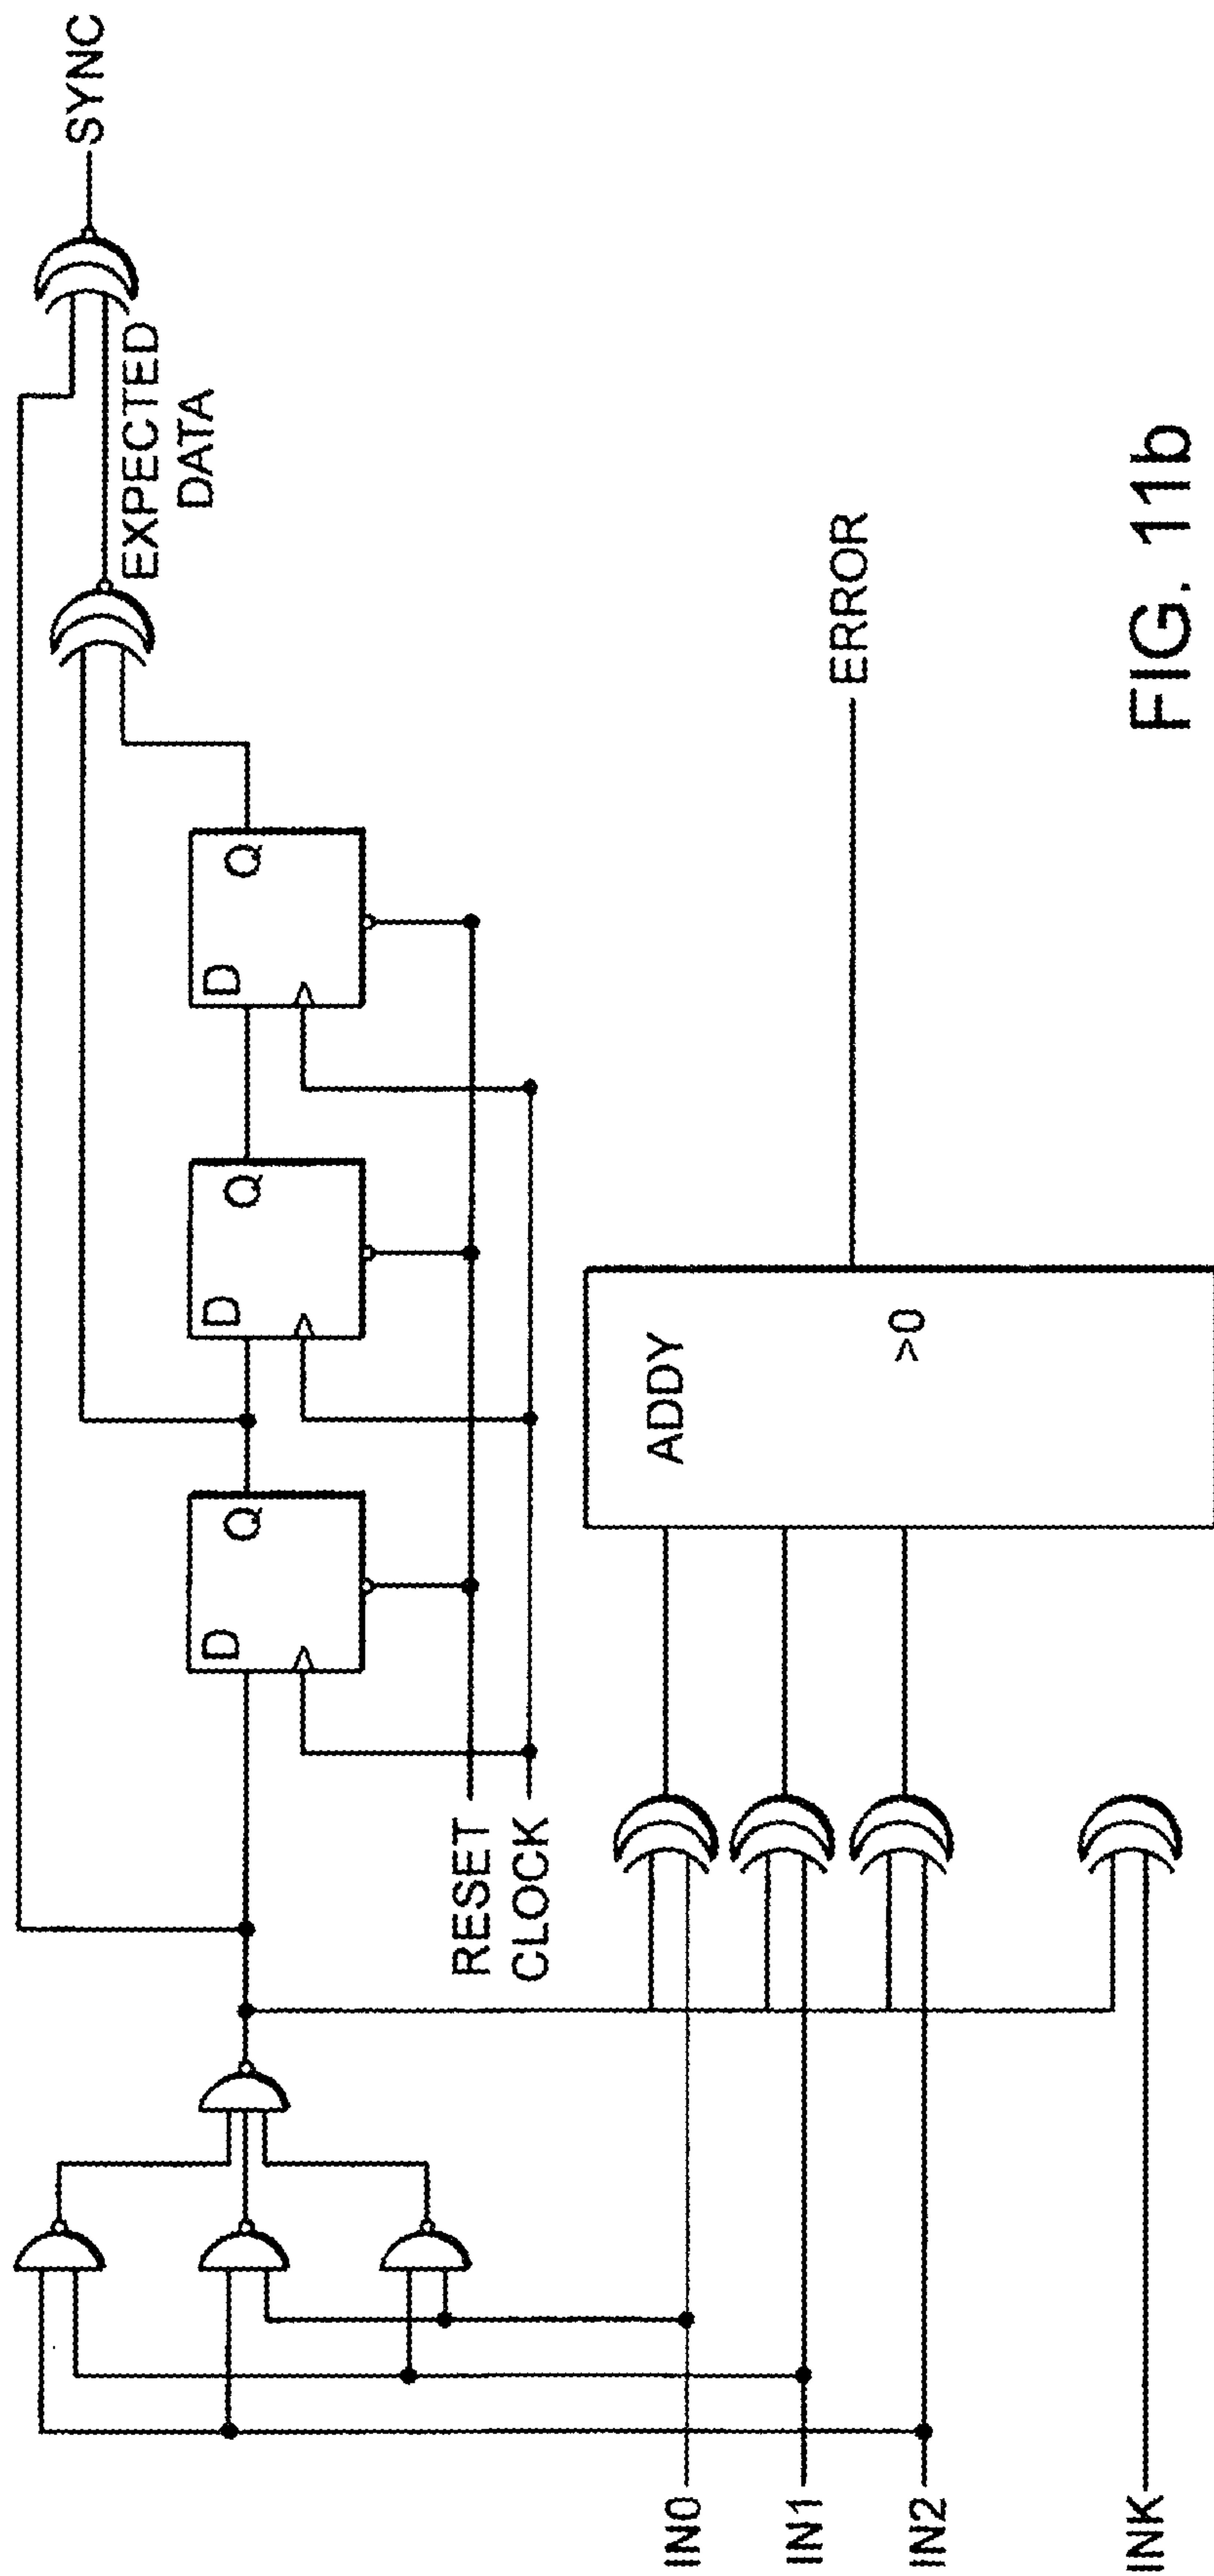 SYNC
EXPECTED
DATA
D Q
D Q
D Q
RESET
CLOCK
ADDY
>0
ERROR
IN0
IN1
IN2
INK
FIG. 11b